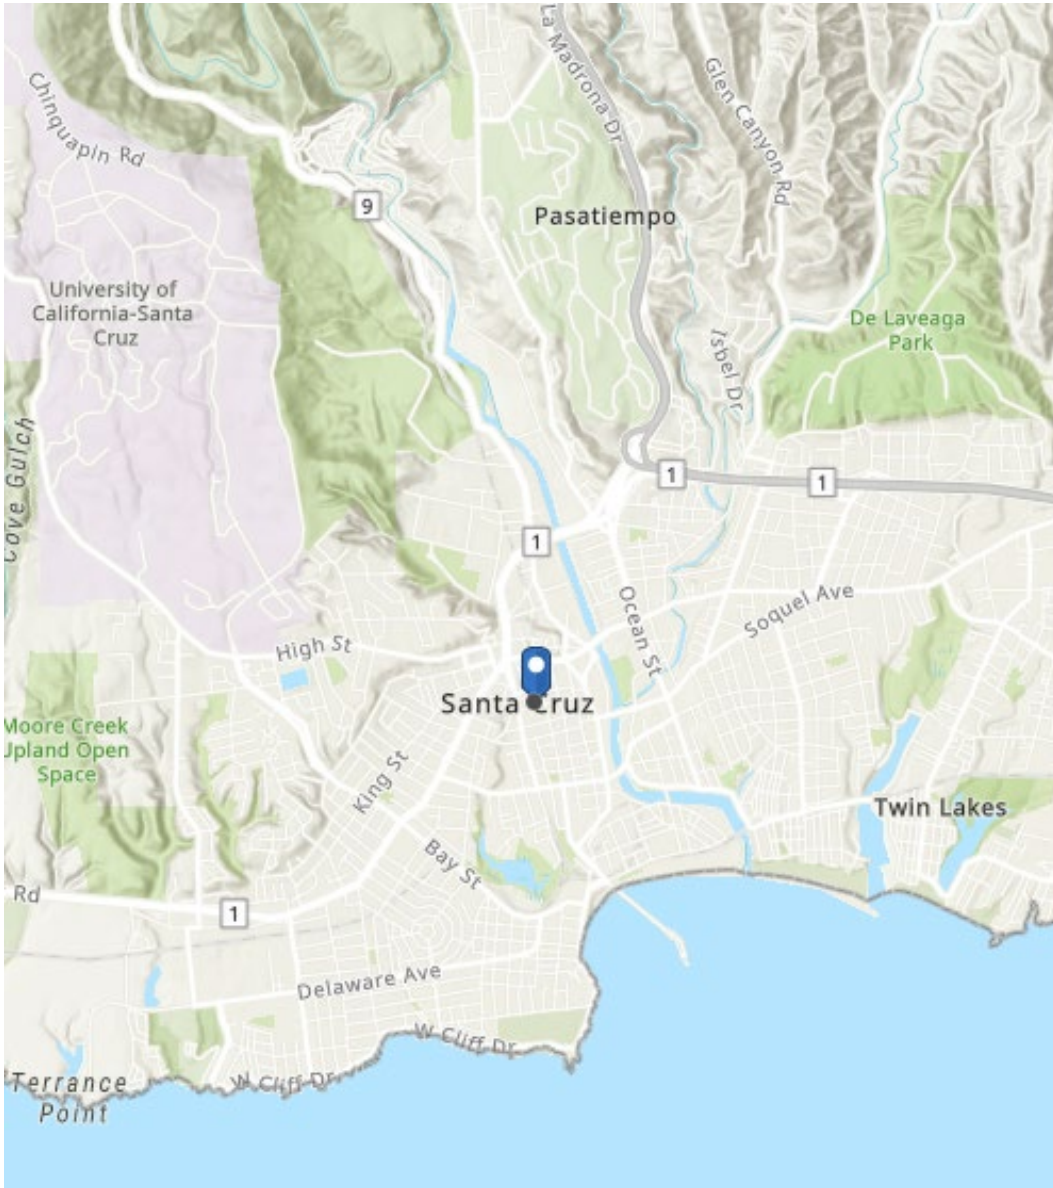 La Madrona Dr
Glen Canyon Rd
Chinquapin Rd
9
Pasatiempo
University of
California-Santa
Cruz
De Laveaga
Park
Isbel Dr
Cove Gulch
1
1
1
Ocean St
Soquel Ave
High St
Santa Cruz
Moore Creek
Upland Open
Space
King St
Twin Lakes
Bay St
Rd
1
Delaware Ave
W Cliff Dr
W Cliff Dr
Terrance
Point